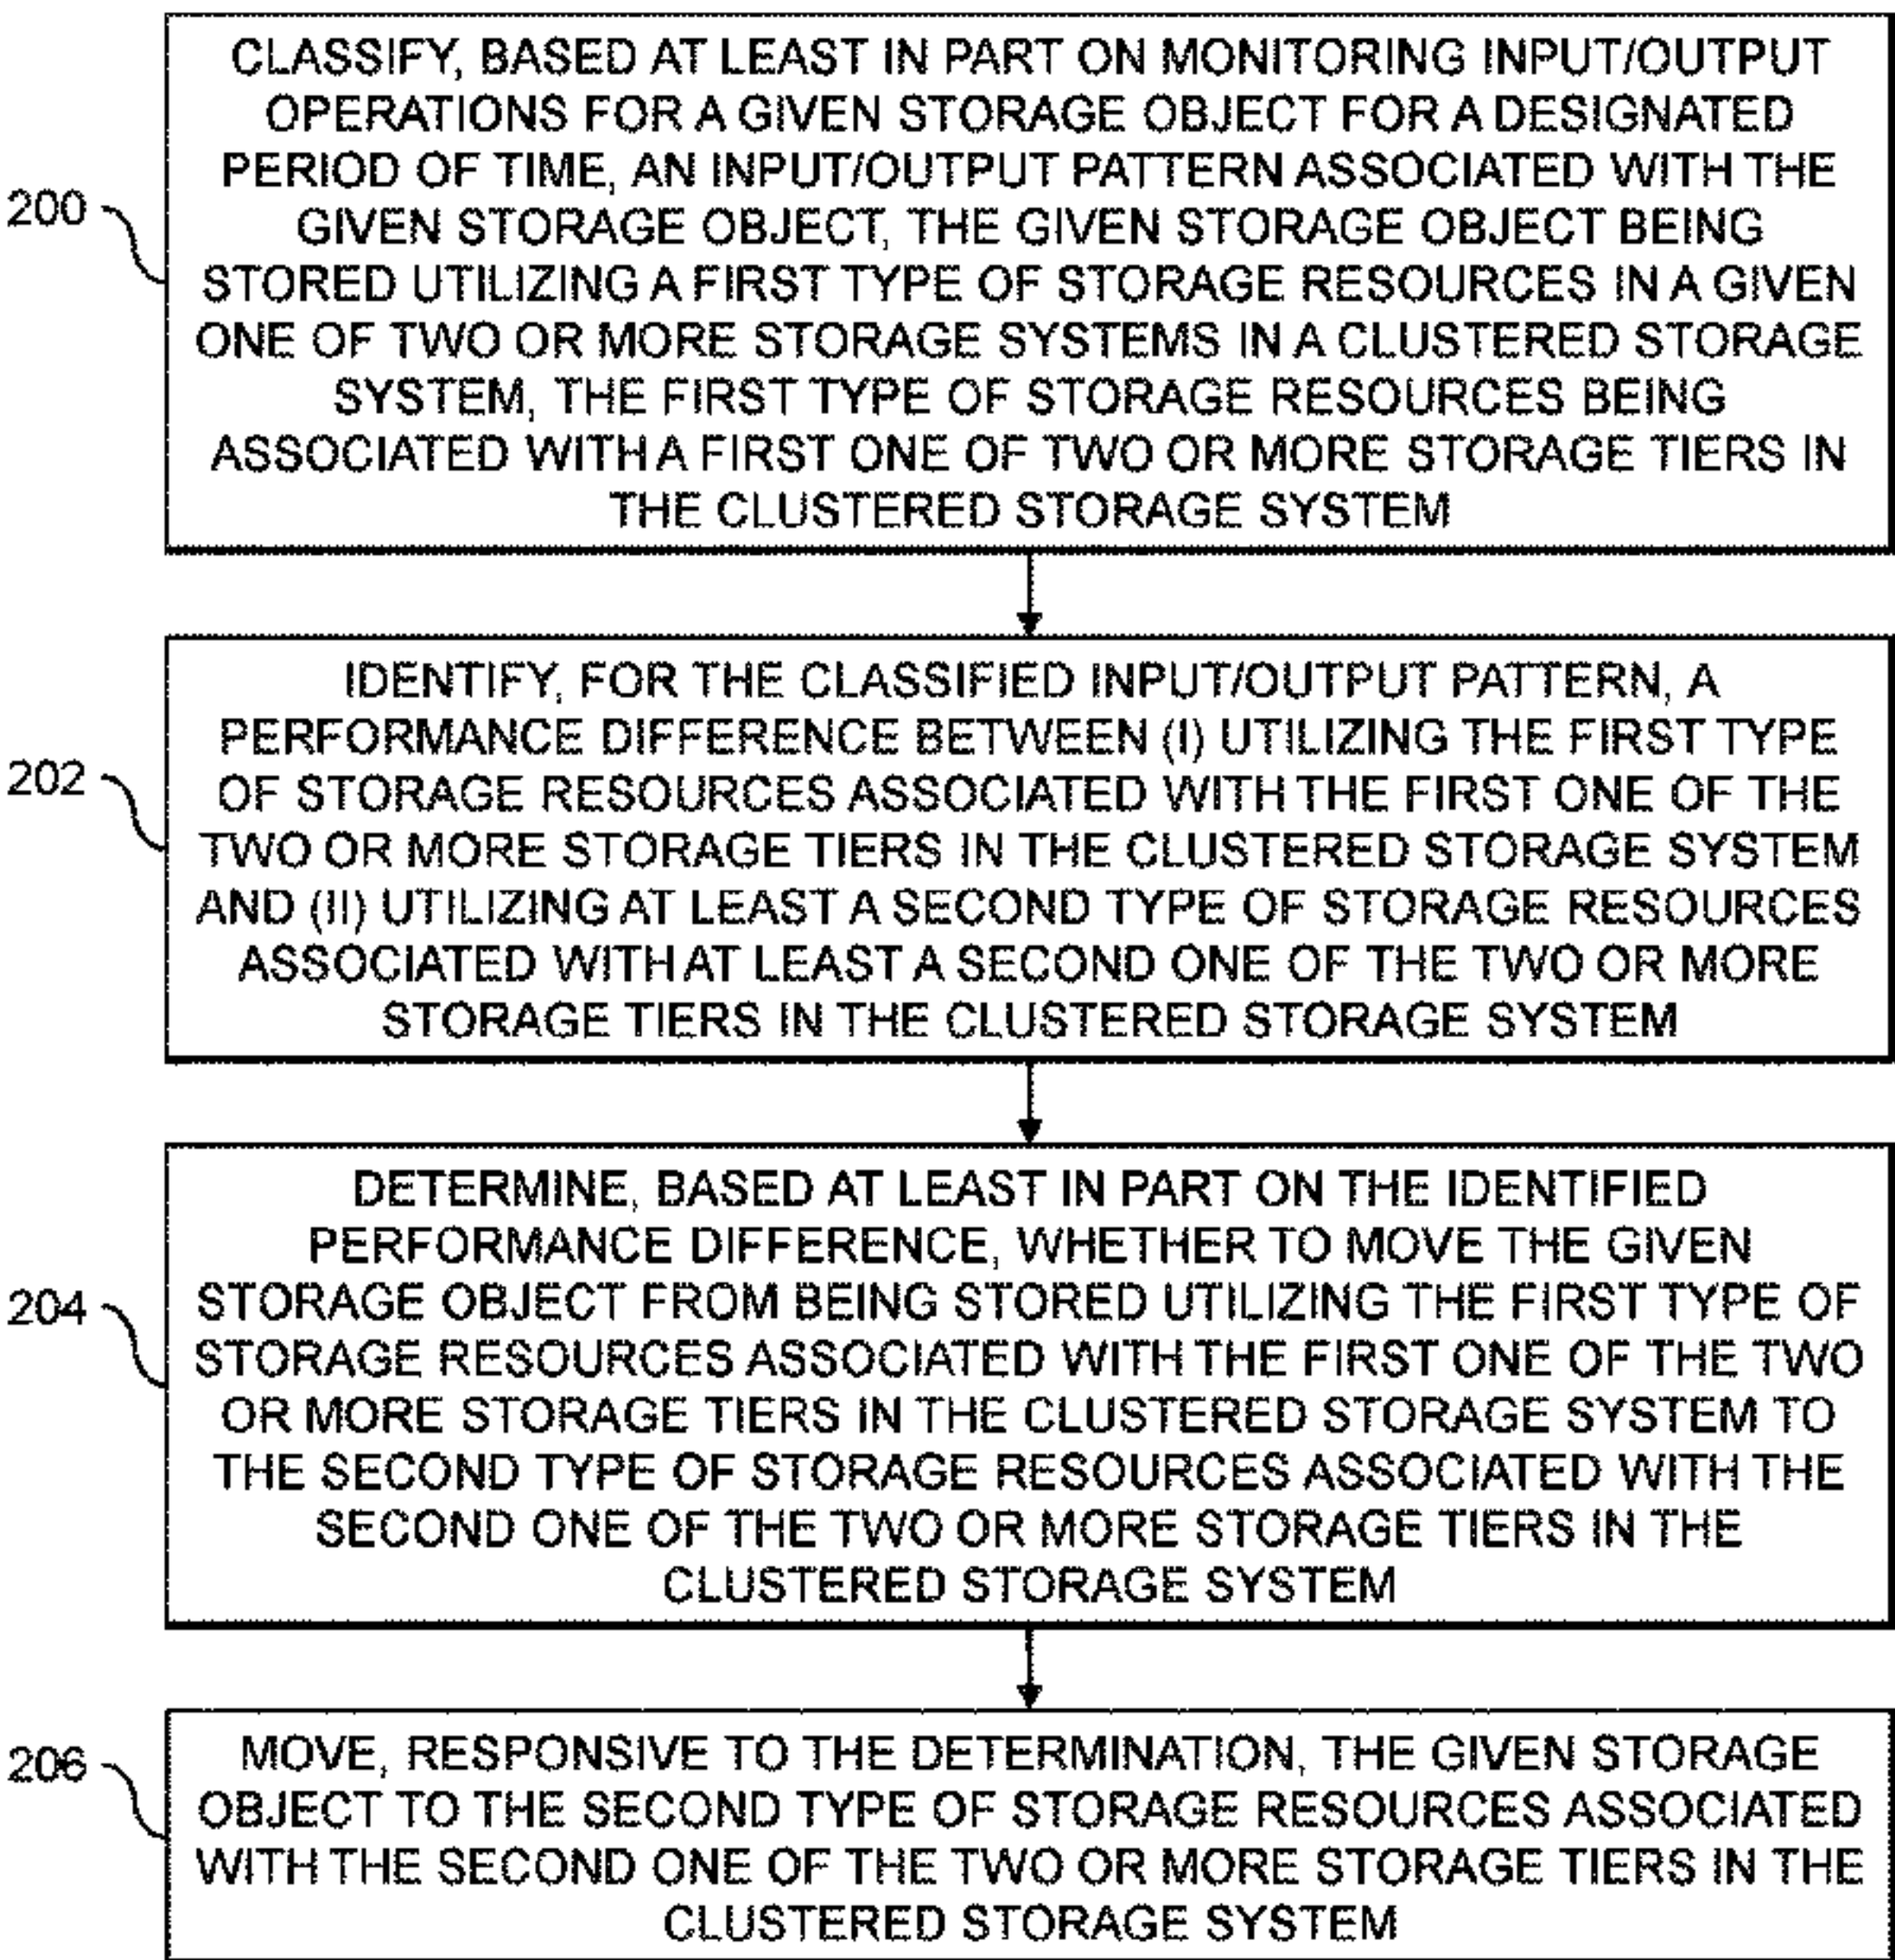 CLASSIFY, BASED AT LEAST IN PART ON MONITORING INPUT/OUTPUT
OPERATIONS FOR A GIVEN STORAGE OBJECT FOR A DESIGNATED
PERIOD OF TIME, AN INPUT/OUTPUT PATTERN ASSOCIATED WITH THE
200
GIVEN STORAGE OBJECT, THE GIVEN STORAGE OBJECT BEING
STORED UTILIZING A FIRST TYPE OF STORAGE RESOURCES IN A GIVEN
ONE OF TWO OR MORE STORAGE SYSTEMS IN A CLUSTERED STORAGE
SYSTEM, THE FIRST TYPE OF STORAGE RESOURCES BEING
ASSOCIATED WITH A FIRST ONE OF TWO OR MORE STORAGE TIERS IN
THE CLUSTERED STORAGE SYSTEM
IDENTIFY, FOR THE CLASSIFIED INPUT/OUTPUT PATTERN, A
PERFORMANCE DIFFERENCE BETWEEN (I) UTILIZING THE FIRST TYPE
202
OF STORAGE RESOURCES ASSOCIATED WITH THE FIRST ONE OF THE
TWO OR MORE STORAGE TIERS IN THE CLUSTERED STORAGE SYSTEM
AND (II) UTILIZING AT LEAST A SECOND TYPE OF STORAGE RESOURCES
ASSOCIATED WITH AT LEAST A SECOND ONE OF THE TWO OR MORE
STORAGE TIERS IN THE CLUSTERED STORAGE SYSTEM
DETERMINE, BASED AT LEAST IN PART ON THE IDENTIFIED
PERFORMANCE DIFFERENCE, WHETHER TO MOVE THE GIVEN
204
STORAGE OBJECT FROM BEING STORED UTILIZING THE FIRST TYPE OF
STORAGE RESOURCES ASSOCIATED WITH THE FIRST ONE OF THE TWO
OR MORE STORAGE TIERS IN THE CLUSTERED STORAGE SYSTEM TO
THE SECOND TYPE OF STORAGE RESOURCES ASSOCIATED WITH THE
SECOND ONE OF THE TWO OR MORE STORAGE TIERS IN THE
CLUSTERED STORAGE SYSTEM
206
MOVE, RESPONSIVE TO THE DETERMINATION, THE GIVEN STORAGE
OBJECT TO THE SECOND TYPE OF STORAGE RESOURCES ASSOCIATED
WITH THE SECOND ONE OF THE TWO OR MORE STORAGE TIERS IN THE
CLUSTERED STORAGE SYSTEM